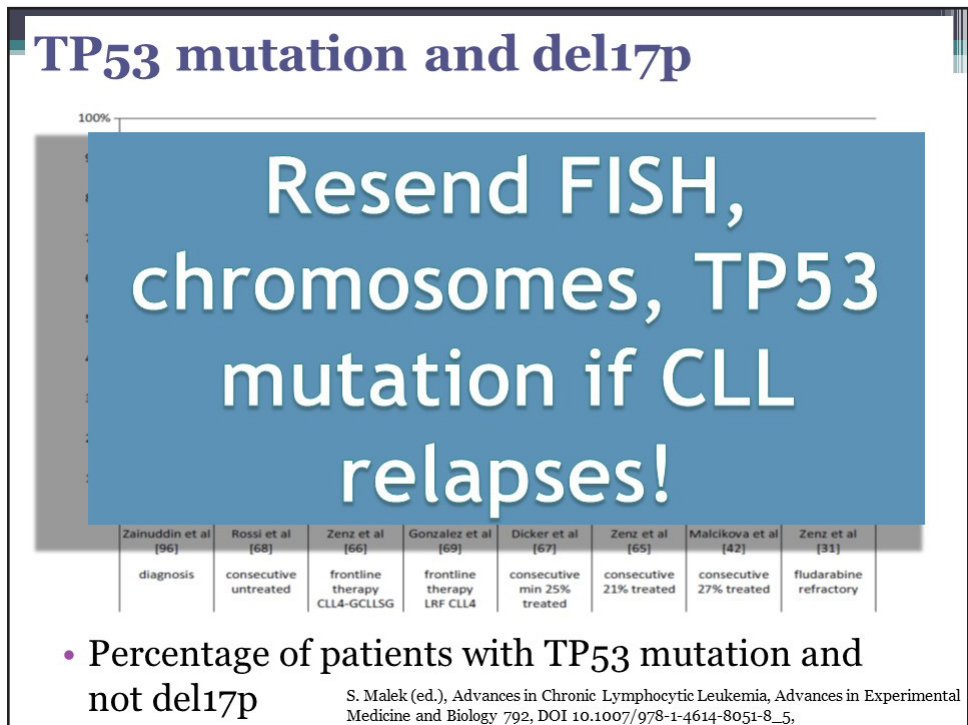 TP53 mutation and del17p
100%
Resend FISH,
chromosomes, TP53
mutation if CLL
relapses!
Zainuddin et al Rossi et al Zenz et al Gonzalez et al Dicker et al Zenz et al Malcikova et al Zenz et al
[96] [68] [66] [69] [67] [65] [42] [31]
diagnosis consecutive frontline frontline consecutive consecutive consecutive fludarabine
untreated therapy therapy min 25% 21% treated 27% treated refractory
CLL4-GCLLSG LRF CLL4 treated
• Percentage of patients with TP53 mutation and
not del17p
S. Malek (ed.), Advances in Chronic Lymphocytic Leukemia, Advances in Experimental
Medicine and Biology 792, DOI 10.1007/978-1-4614-8051-8_5,